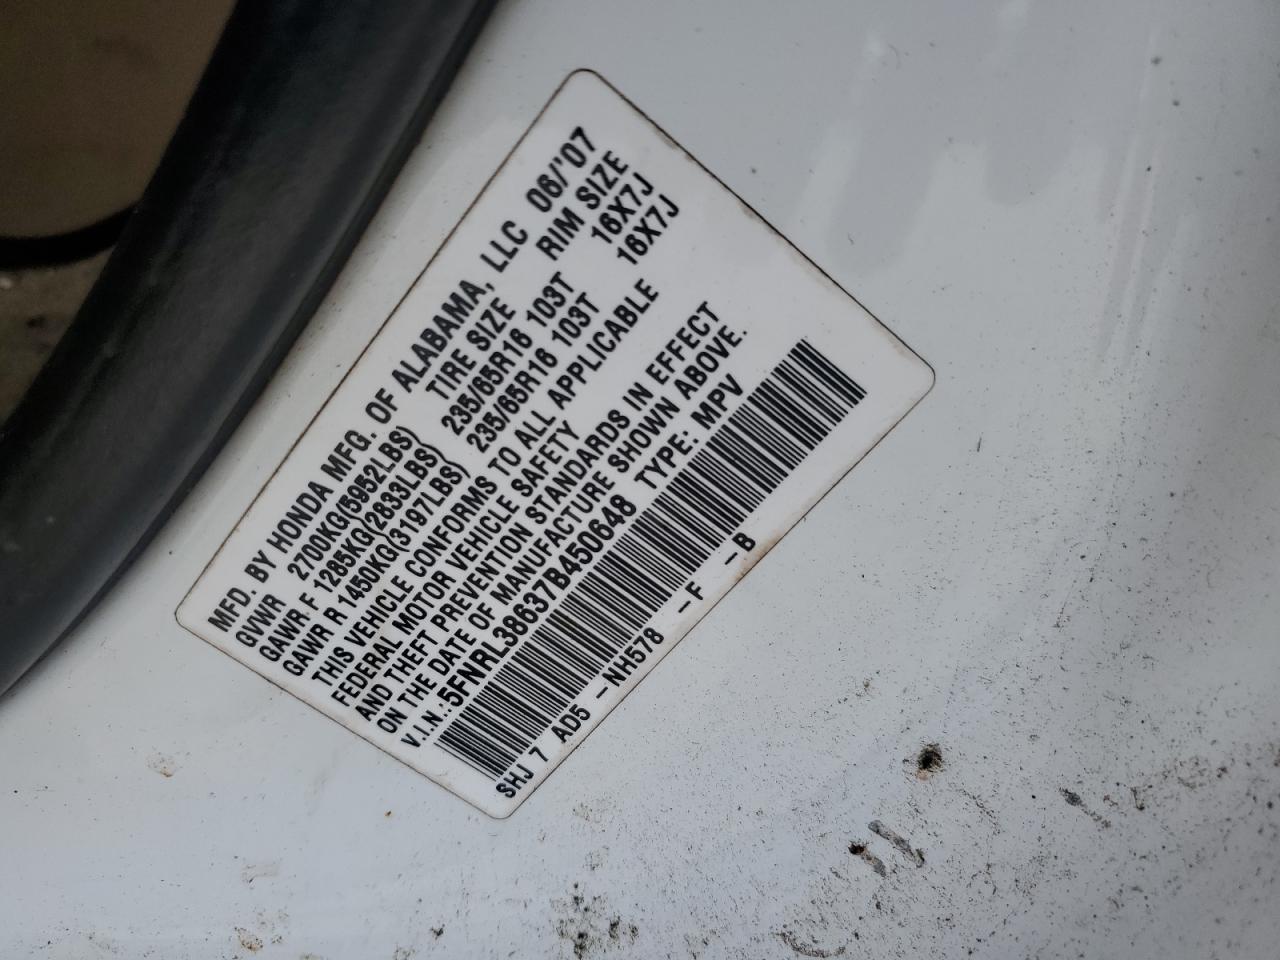 MFD. BY HONDA MFG. OF ALABAMA, LLC 06/'07
GVWR 2700KG(5952LBS) TIRE SIZE RIM SIZE
GAWR F 1285KG(2833LBS) 235/65R16 103T 16X7J
GAWR R 1450KG(3197LBS) 235/65R16 103T 16X7J
THIS VEHICLE CONFORMS TO ALL APPLICABLE
FEDERAL MOTOR VEHICLE SAFETY
AND THEFT PREVENTION STANDARDS IN EFFECT
ON THE DATE OF MANUFACTURE SHOWN ABOVE.
V.I.N.: 5FNRL38637B450648 TYPE: MPV
SHJ 7 AD5 -NH578 -F -B